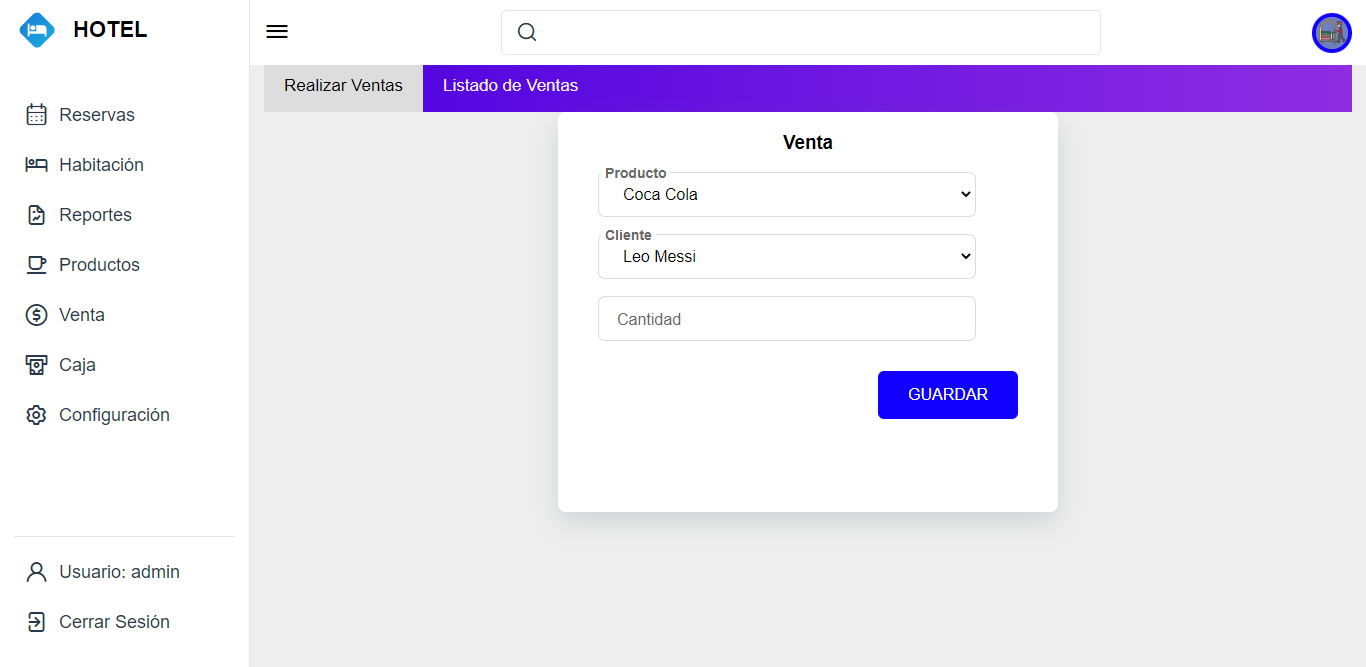 HOTEL
Reservas
Habitación
Reportes
Productos
Venta
Caja
Configuración
Usuario: admin
Cerrar Sesión
Realizar Ventas
Listado de Ventas
Venta
Producto
Coca Cola
Cliente
Leo Messi
Cantidad
GUARDAR